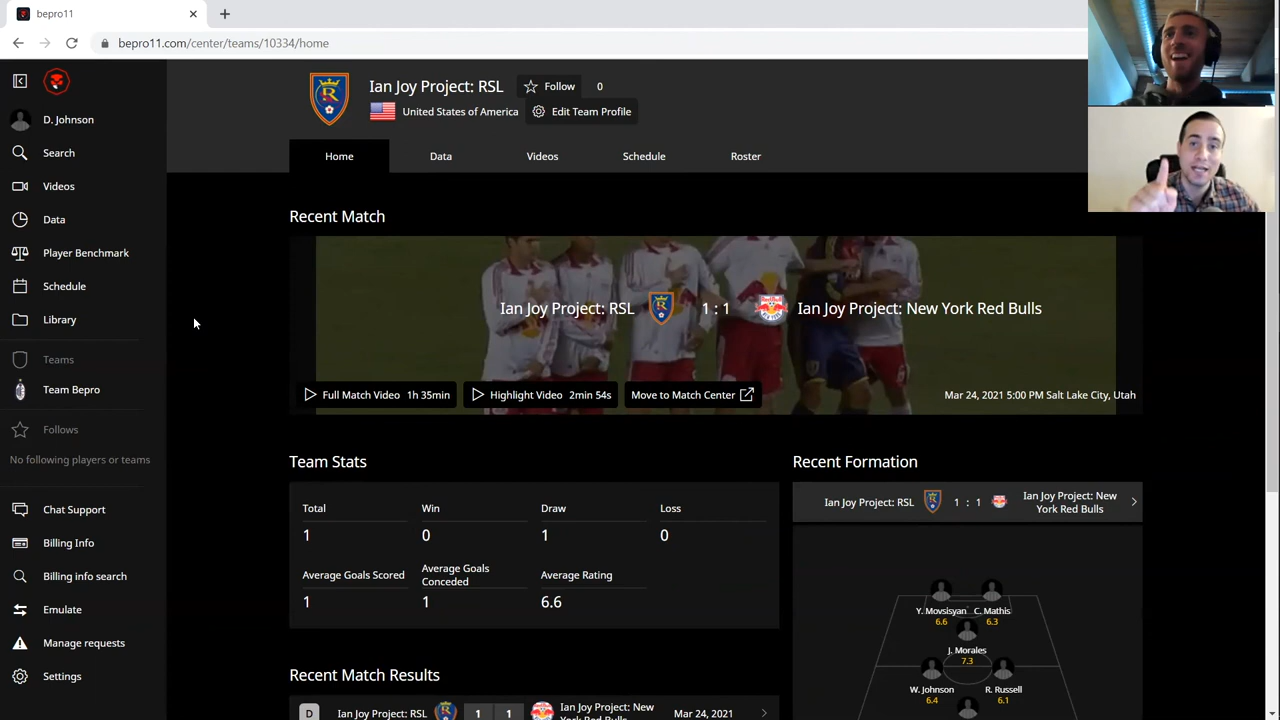 bepro11
bepro11.com/center/teams/10334/home
D. Johnson
Search
Videos
Data
Player Benchmark
Schedule
Library
Teams
Team Bepro
Follows
No following players or teams
Chat Support
Billing Info
Billing info search
Emulate
Manage requests
Settings
Ian Joy Project: RSL
Follow 0
United States of America
Edit Team Profile
Home Data Videos Schedule Roster
Recent Match
Ian Joy Project: RSL 1 : 1 Ian Joy Project: New York Red Bulls
Full Match Video 1h 35min Highlight Video 2min 54s Move to Match Center Mar 24, 2021 5:00 PM Salt Lake City, Utah
Team Stats
Total Win Draw Loss
1 0 1 0
Average Goals Scored Average Goals Conceded Average Rating
1 1 6.6
Recent Match Results
D Ian Joy Project: RSL 1 1 Ian Joy Project: New
York Red Bulls Mar 24, 2021
Recent Formation
Ian Joy Project: RSL 1 : 1 Ian Joy Project: New
York Red Bulls
Y. Movsisyan C. Mathis
6.6 6.3
J. Morales
7.3
W. Johnson R. Russell
6.4 6.1